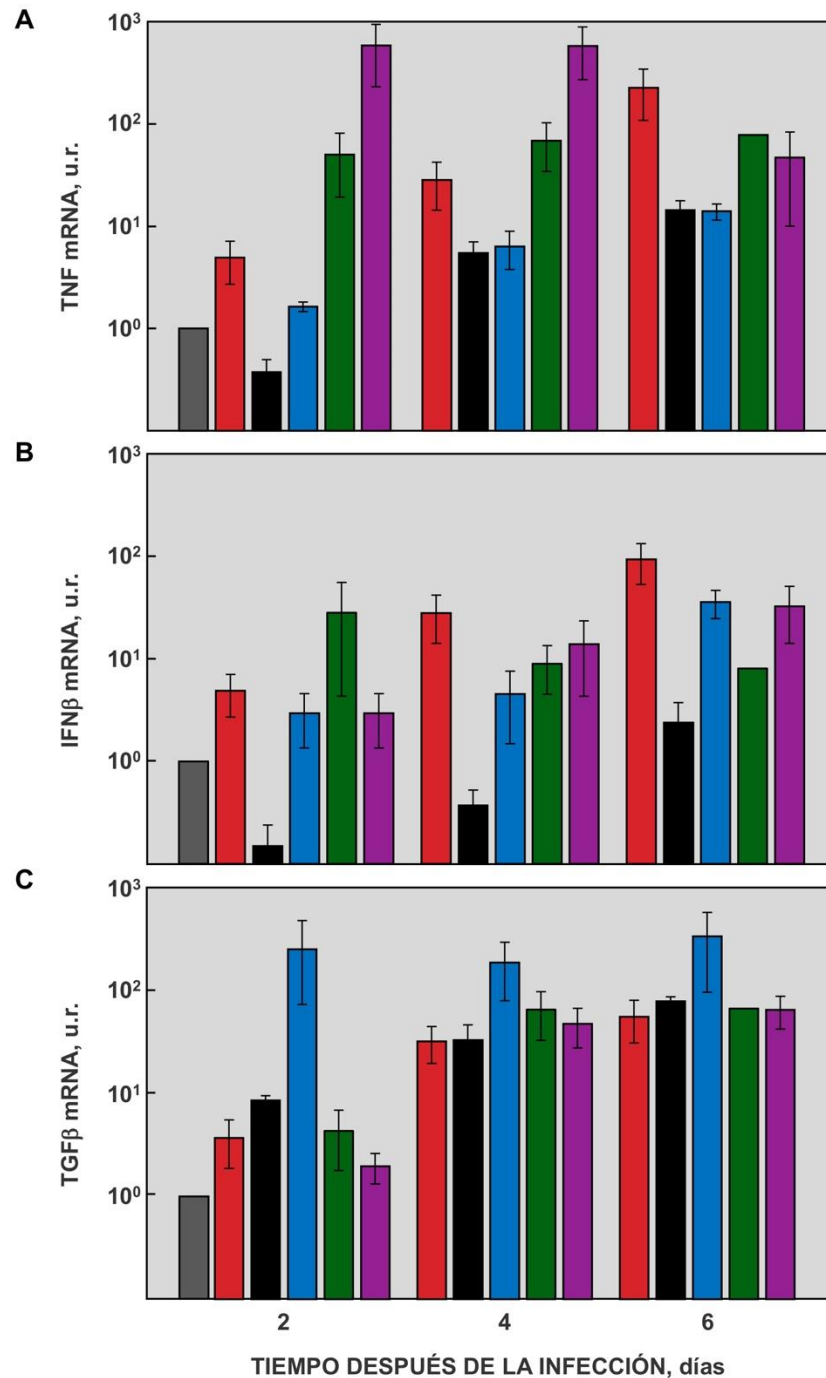 A
10³
10²
10¹
10⁰
TNF mRNA, u.r.
B
10³
10²
10¹
10⁰
IFNβ mRNA, u.r.
C
10³
10²
10¹
10⁰
TGFβ mRNA, u.r.
2 4 6
TIEMPO DESPUÉS DE LA INFECCIÓN, días